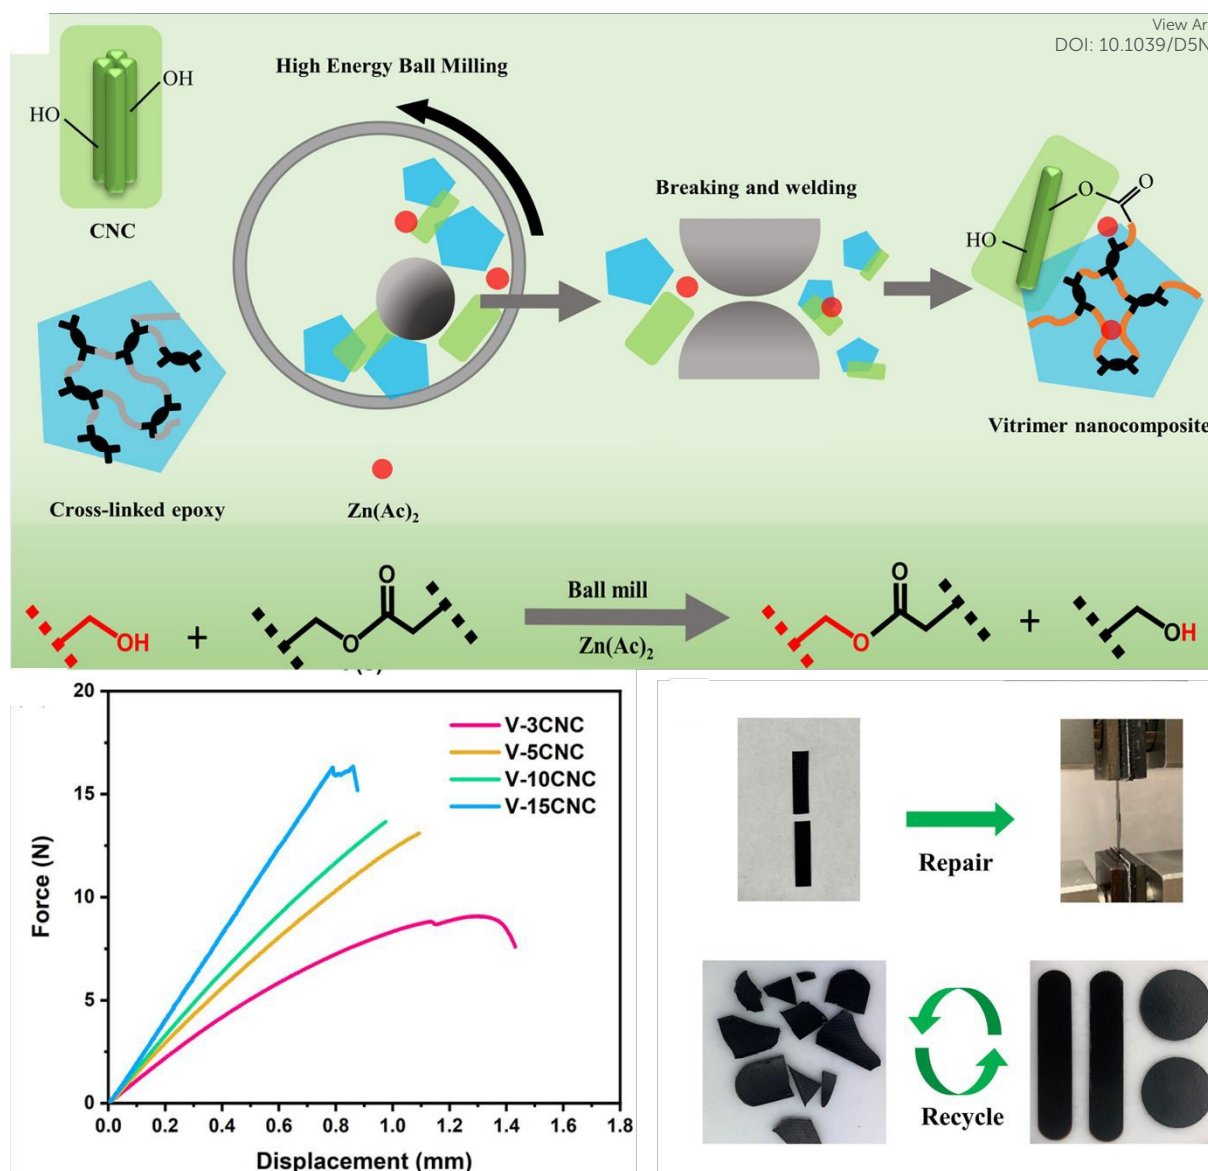 View Ar
DOI: 10.1039/D5N
High Energy Ball Milling
OH
HO
CNC
Breaking and welding
O
O
HO
Vitrimer nanocomposite
Cross-linked epoxy
Zn(Ac)2
OH
+
O
O
Ball mill
Zn(Ac)2
O
O
+
OH
20
15
10
5
0
Force (N)
V-3CNC
V-5CNC
V-10CNC
V-15CNC
0.0 0.2 0.4 0.6 0.8 1.0 1.2 1.4 1.6 1.8
Displacement (mm)
Repair
Recycle